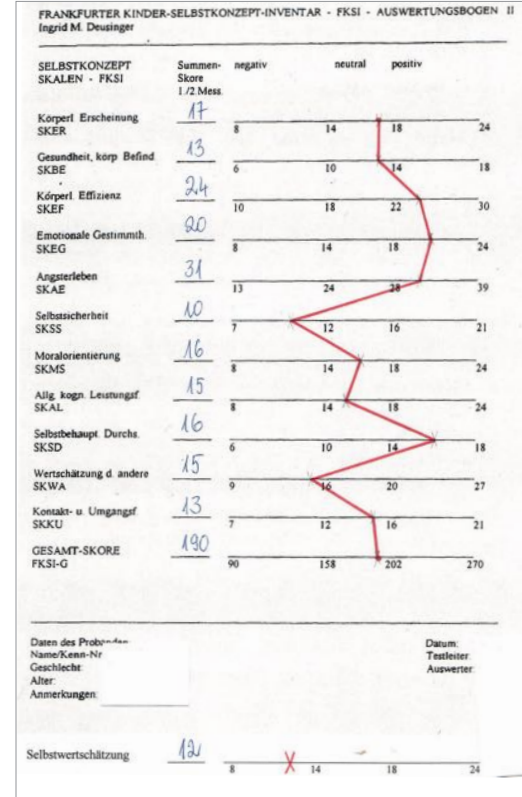 FRANKFURTER KINDER-SELBSTKONZEPT-INVENTAR - FKSI - AUSWERTUNGSBOGEN II
Ingrid M. Deusinger
SELBSTKONZEPT Summen- negativ neutral positiv
SKALEN - FKSI Skore
1./2 Mess.
Körperl. Erscheinung 17
SKER 8 14 18 24
Gesundheit, körp. Befind. 13
SKBE 6 10 14 18
Körperl. Effizienz 24
SKEF 10 18 22 30
Emotionale Gestimmth. 20
SKEG 8 14 18 24
Angsterleben 31
SKAE 13 24 28 39
Selbstsicherheit 10
SKSS 7 12 16 21
Moralorientierung 16
SKMS 8 14 18 24
Allg. kogn. Leistungsf. 15
SKAL 8 14 18 24
Selbstbehaupt. Durchs. 16
SKSD 6 10 14 18
Wertschätzung d. andere 15
SKWA 9 16 20 27
Kontakt- u. Umgangsf. 13
SKKU 7 12 16 21
GESAMT-SKORE 190
FKSI-G 90 158 202 270
Daten des Probanden Datum:
Name/Kenn-Nr Testleiter:
Geschlecht: Auswerter:
Alter:
Anmerkungen:
Selbstwertschätzung 12
8 14 18 24